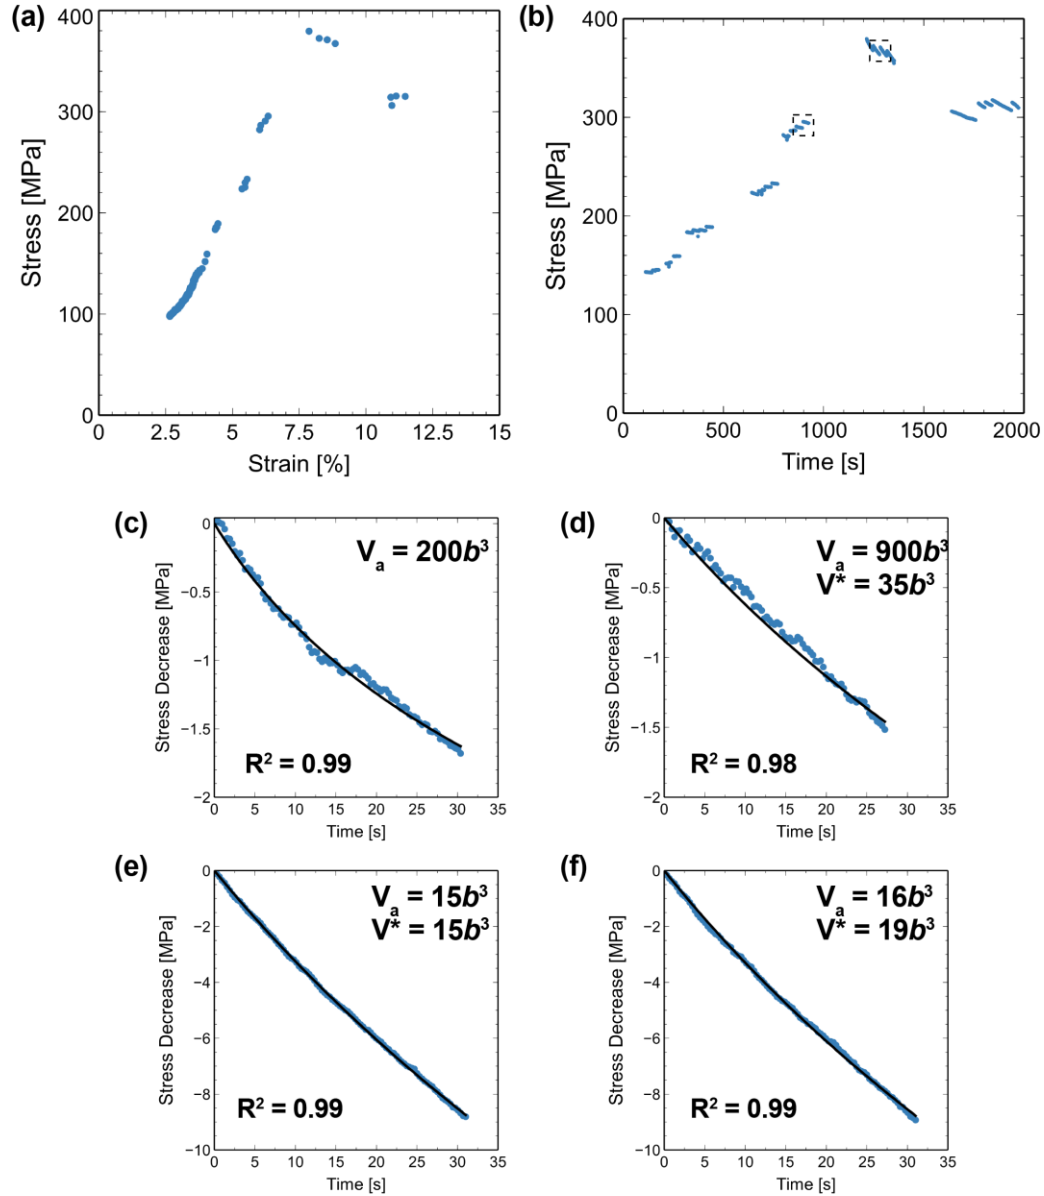 (a)
400
300
200
100
0
Stress [MPa]
0 2.5 5 7.5 10 12.5 15
Strain [%]
(b)
400
300
200
100
0
Stress [MPa]
0 500 1000 1500 2000
Time [s]
(c)
0
−0.5
−1
−1.5
−2
Stress Decrease [MPa]
Vₐ = 200b³
R² = 0.99
0 5 10 15 20 25 30 35
Time [s]
(d)
0
−0.5
−1
−1.5
−2
Stress Decrease [MPa]
Vₐ = 900b³
V* = 35b³
R² = 0.98
0 5 10 15 20 25 30 35
Time [s]
(e)
0
−2
−4
−6
−8
−10
Stress Decrease [MPa]
Vₐ = 15b³
V* = 15b³
R² = 0.99
0 5 10 15 20 25 30 35
Time [s]
(f)
0
−2
−4
−6
−8
−10
Stress Decrease [MPa]
Vₐ = 16b³
V* = 19b³
R² = 0.99
0 5 10 15 20 25 30 35
Time [s]